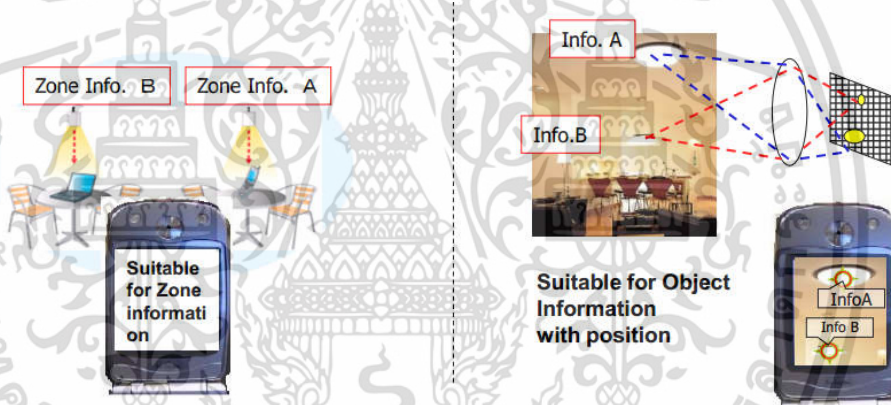 Zone Info. B
Zone Info. A
Suitable
for Zone
informati
on
Info. A
Info.B
Suitable for Object
Information
with position
InfoA
Info B